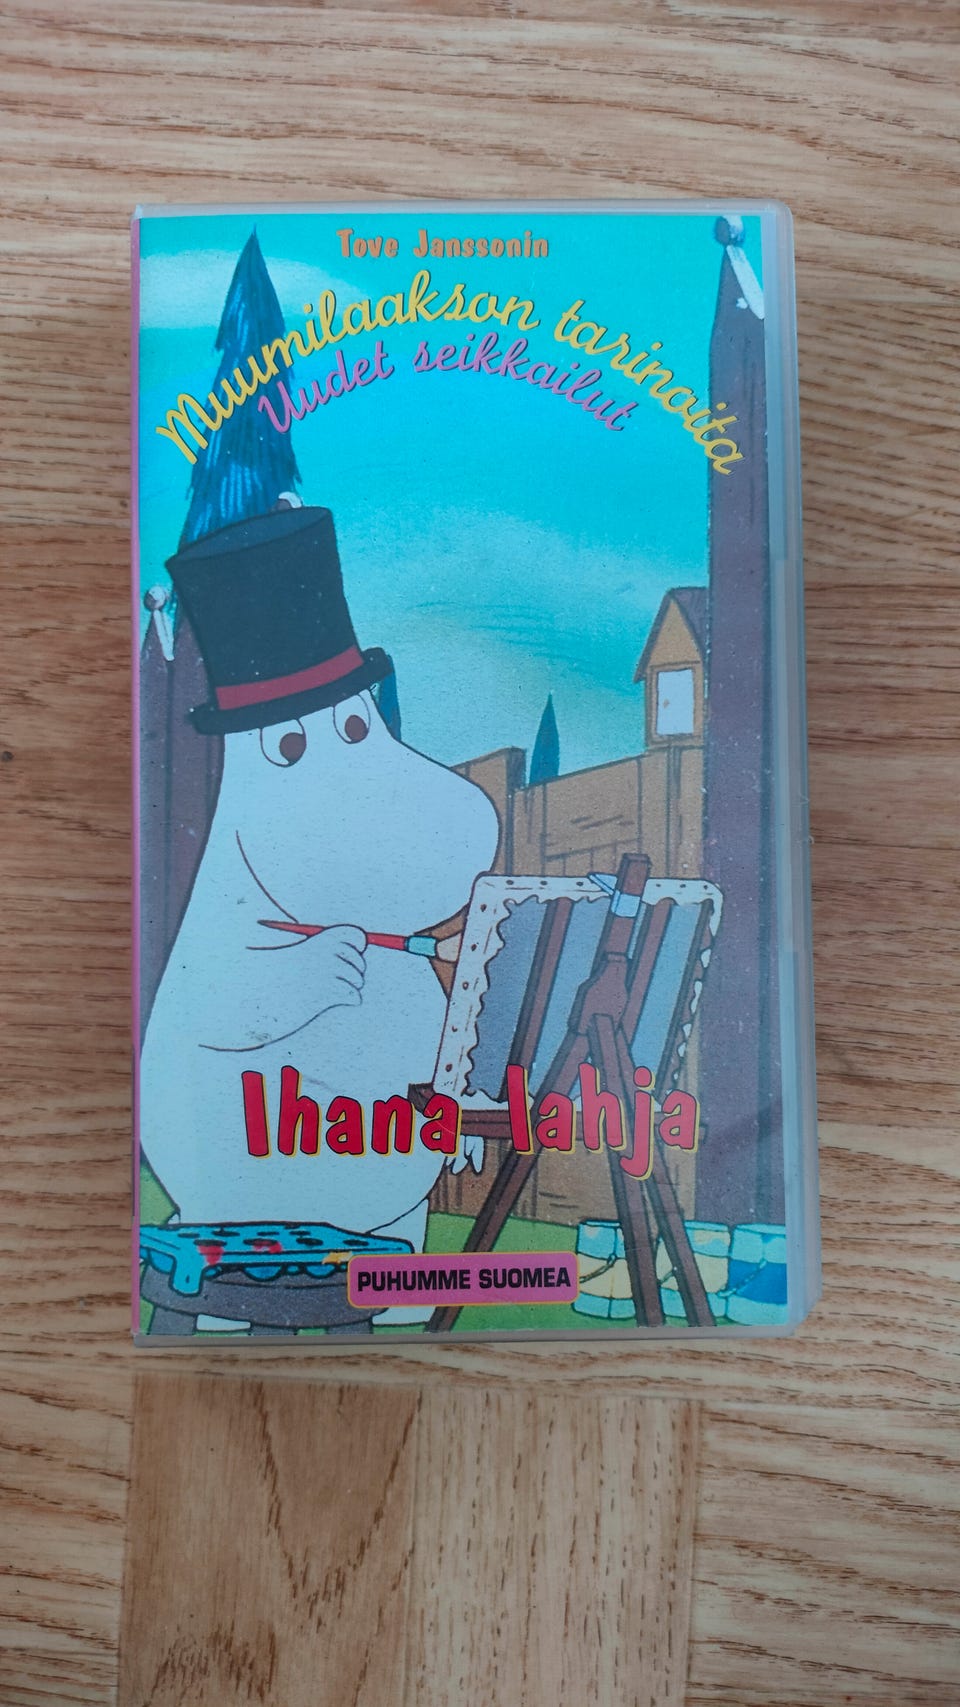 Tove Janssonin
Muumilaakson tarinoita
Uudet seikkailut
Ihana lahja
PUHUMME SUOMEA